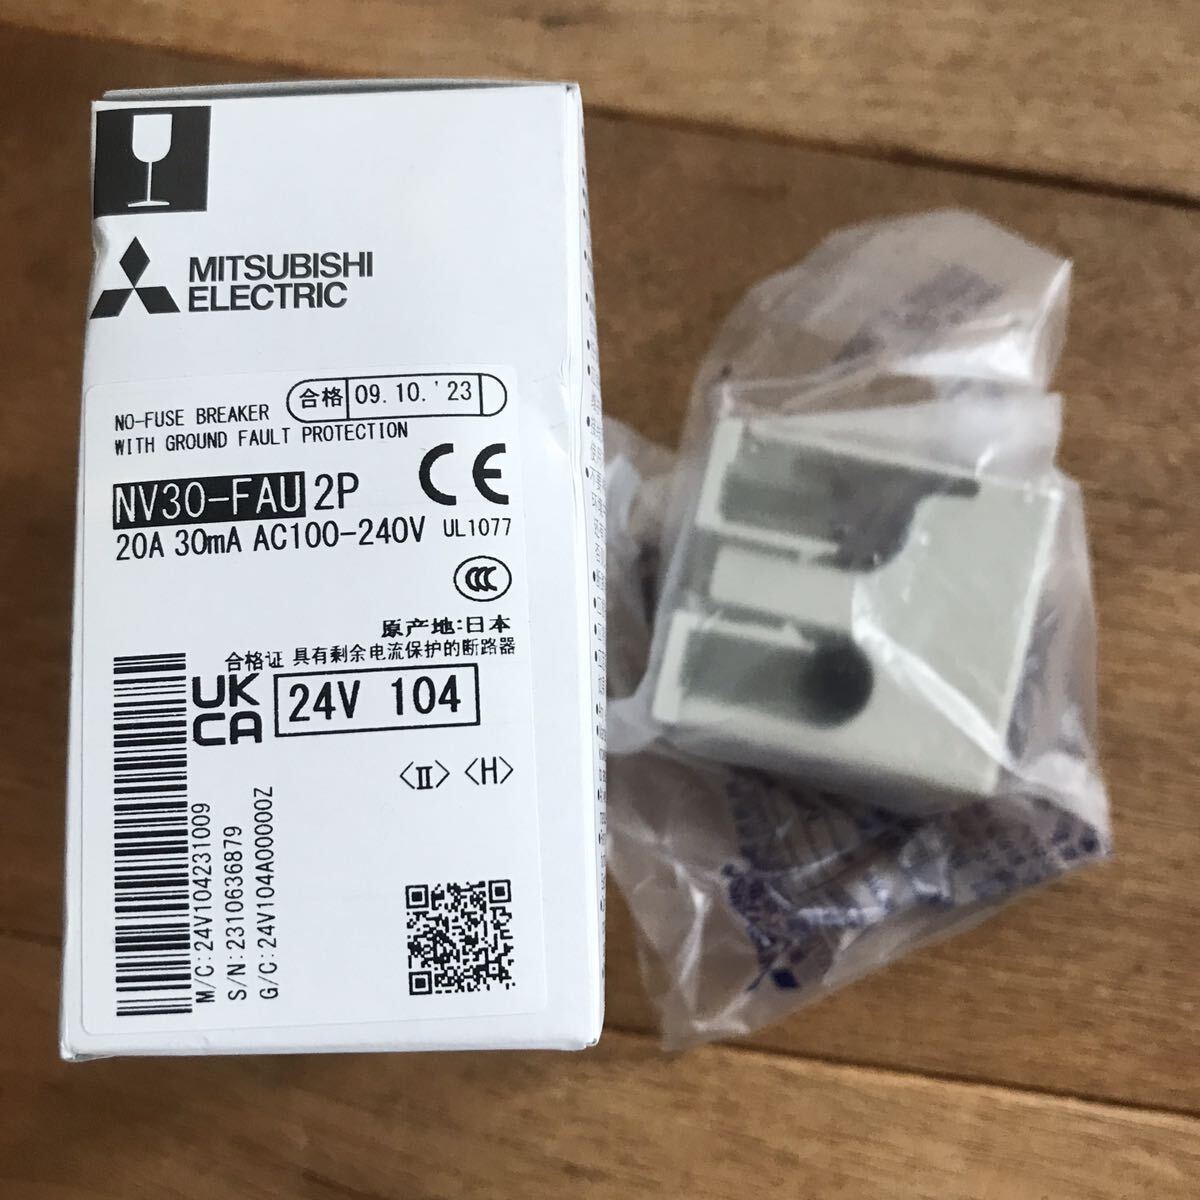 MITSUBISHI
ELECTRIC
NO-FUSE BREAKER
合格 09.10.'23
WITH GROUND FAULT PROTECTION
NV30-FAU 2P
CE
20A 30mA AC100-240V UL1077
CCC
原产地:日本
合格证 具有剩余电流保护的断路器
UK
CA
24V 104
<Ⅱ> <H>
M/C:24V104231009
S/N:2310636879
G/C:24V104A00000Z